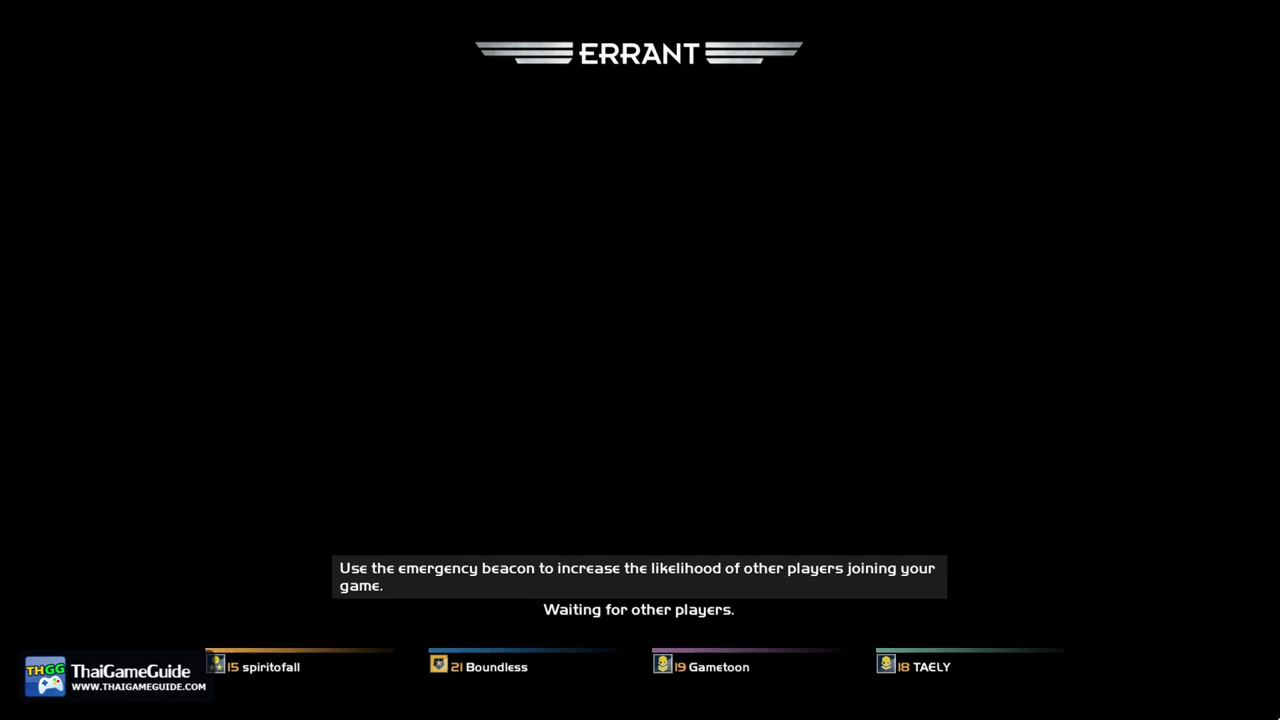 ERRANT
Use the emergency beacon to increase the likelihood of other players joining your
game.
Waiting for other players.
15 spiritofall
21 Boundless
19 Gametoon
18 TAELY
THGG ThaiGameGuide
WWW.THAIGAMEGUIDE.COM